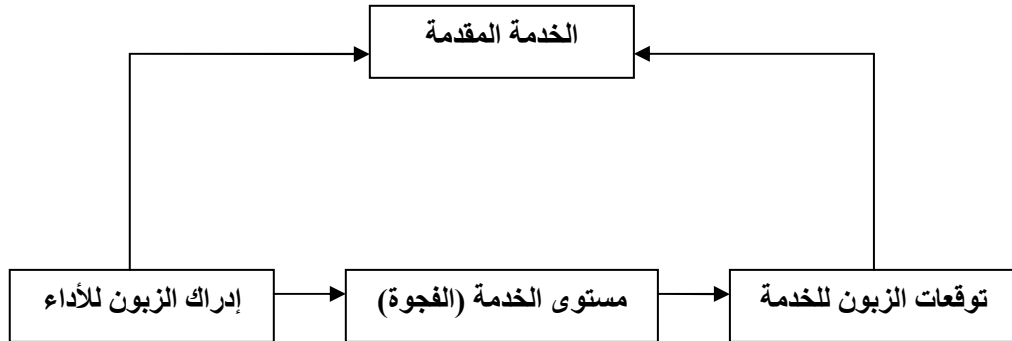 الخدمة المقدمة
توقعات الزبون للخدمة
مستوى الخدمة (الفجوة)
إدراك الزبون للأداء